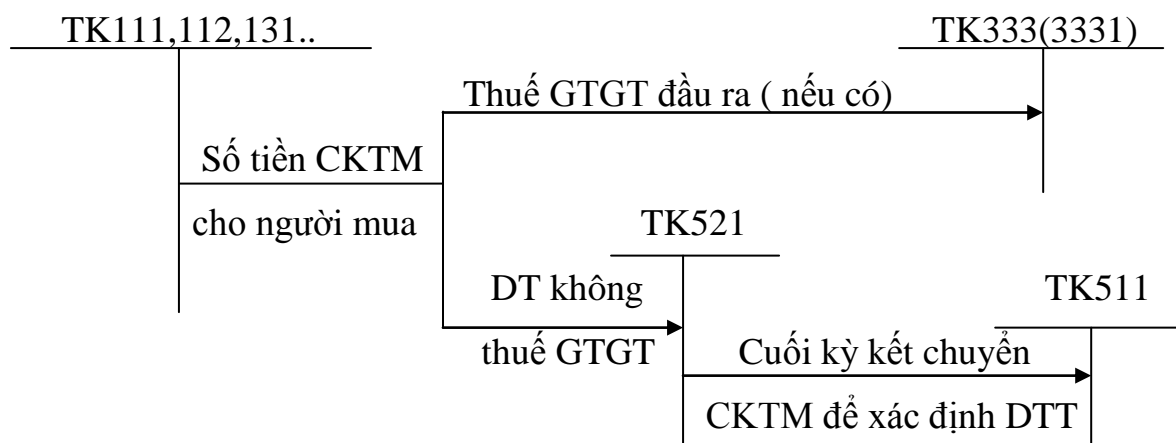 TK111,112,131..
TK333(3331)
Thuế GTGT đầu ra ( nếu có)
Số tiền CKTM
cho người mua
TK521
DT không
thuế GTGT
TK511
Cuối kỳ kết chuyển
CKTM để xác định DTT